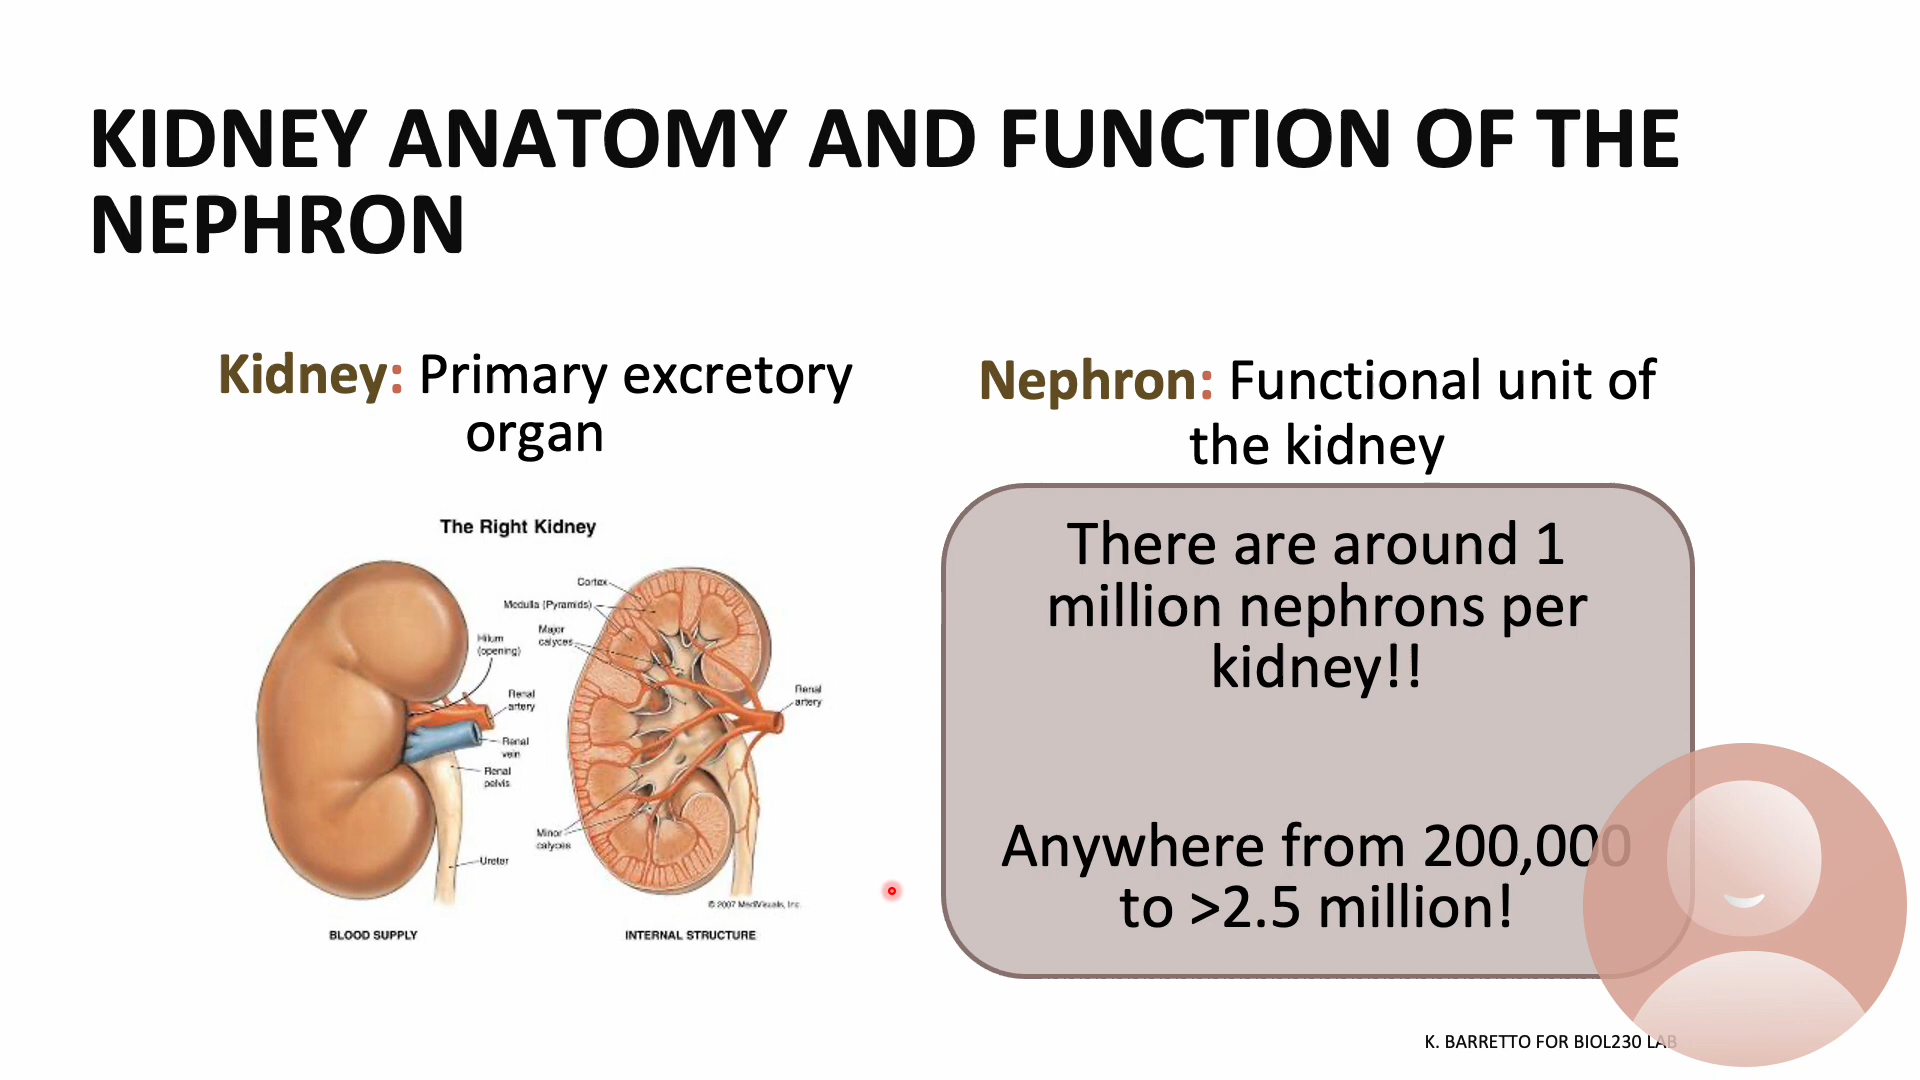 KIDNEY ANATOMY AND FUNCTION OF THE
NEPHRON
Kidney: Primary excretory
organ
The Right Kidney
Cortex
Medulla (Pyramids)
Major
calyces
Hilum
(opening)
Renal
artery
Renal
vein
Renal
pelvis
Minor
calyces
Ureter
Renal
artery
© 2007 MediVisuals, Inc.
BLOOD SUPPLY
INTERNAL STRUCTURE
Nephron: Functional unit of
the kidney
There are around 1
million nephrons per
kidney!!
Anywhere from 200,000
to >2.5 million!
K. BARRETTO FOR BIOL230 LAB